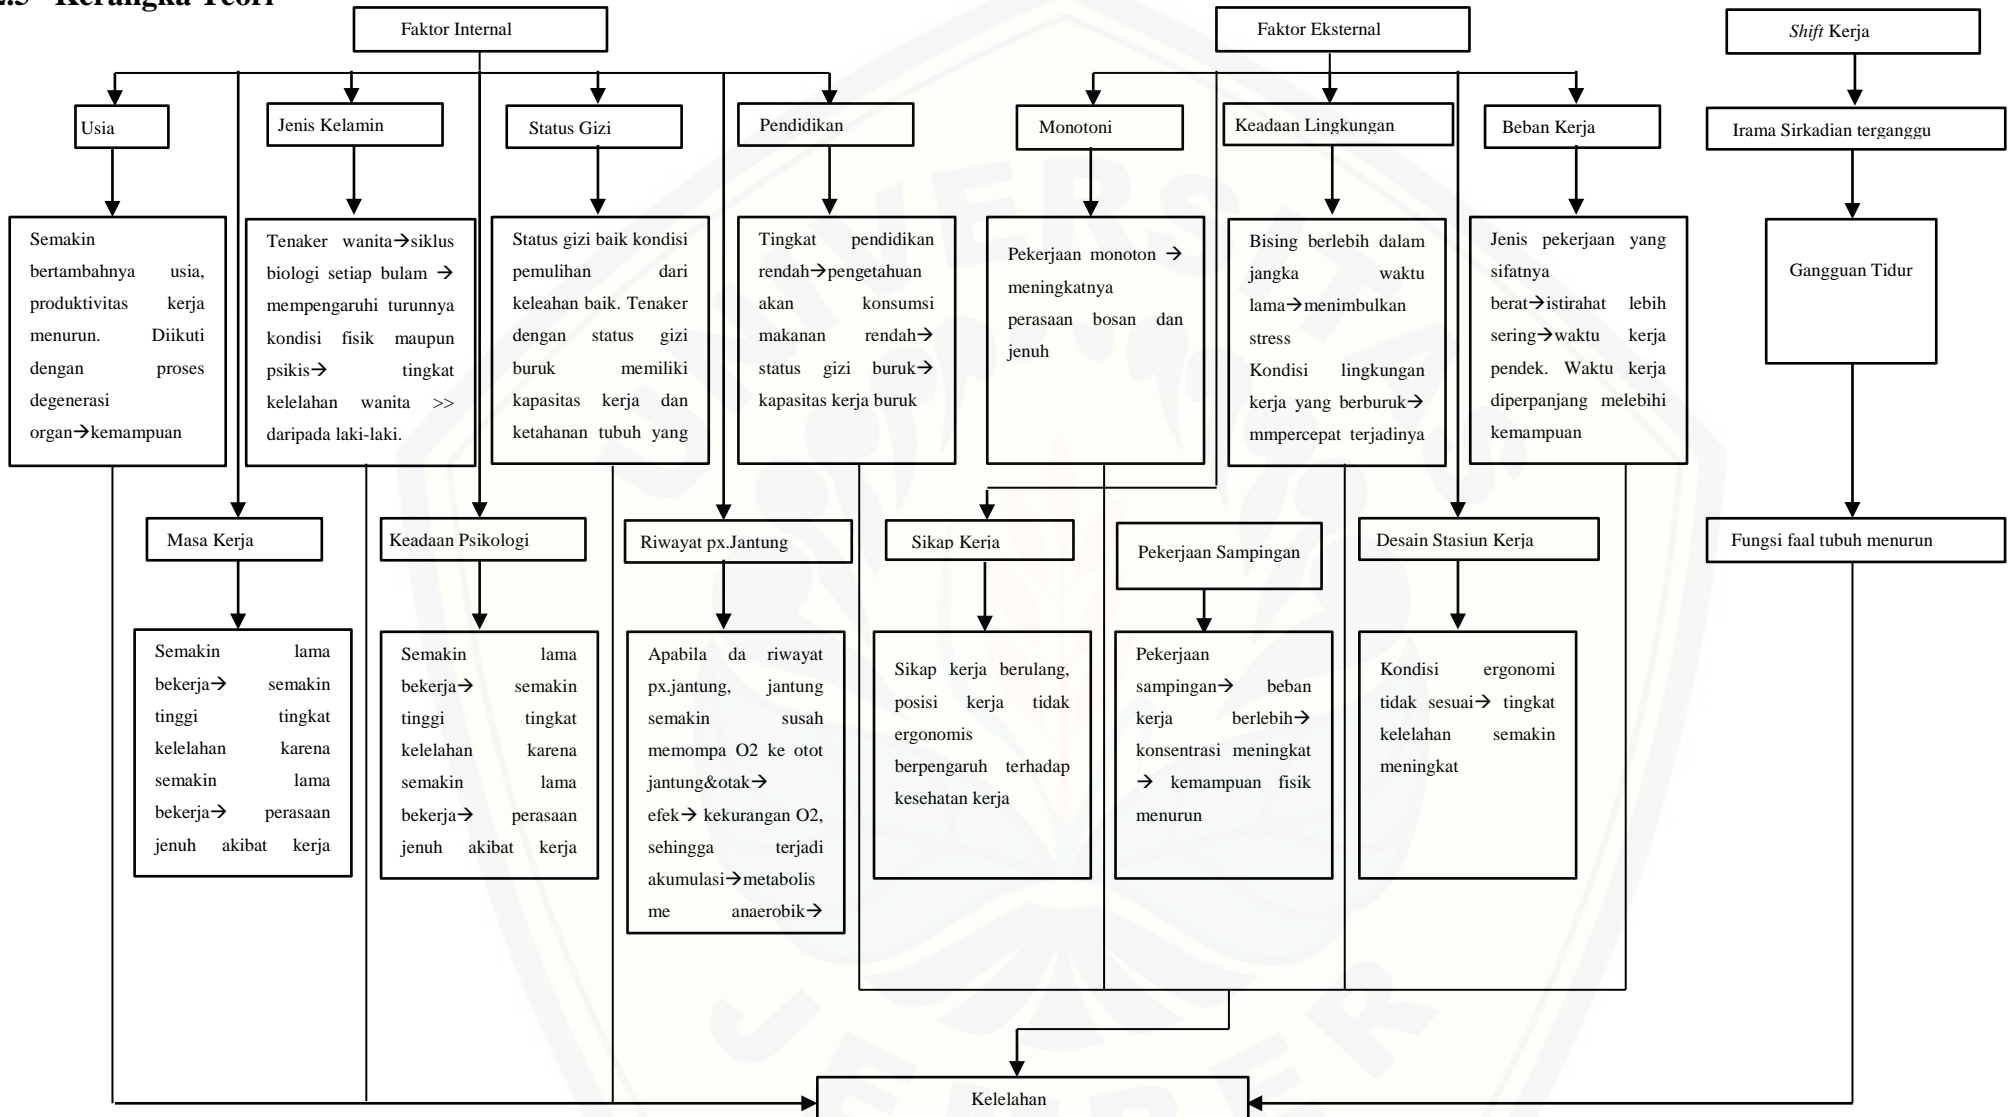 Kerangka Teori
Faktor Internal
Faktor Eksternal
Shift Kerja
Usia
Jenis Kelamin
Status Gizi
Pendidikan
Monotoni
Keadaan Lingkungan
Beban Kerja
Irama Sirkadian terganggu
Semakin
bertambahnya usia,
produktivitas kerja
menurun. Diikuti
dengan proses
degenerasi
organ→kemampuan
Tenaker wanita→siklus
biologi setiap bulam →
mempengaruhi turunnya
kondisi fisik maupun
psikis→ tingkat
kelelahan wanita >>
daripada laki-laki.
Status gizi baik kondisi
pemulihan dari
keleahan baik. Tenaker
dengan status gizi
buruk memiliki
kapasitas kerja dan
ketahanan tubuh yang
Tingkat pendidikan
rendah→pengetahuan
akan konsumsi
makanan rendah→
status gizi buruk→
kapasitas kerja buruk
Pekerjaan monoton →
meningkatnya
perasaan bosan dan
jenuh
Bising berlebih dalam
jangka waktu
lama→menimbulkan
stress
Kondisi lingkungan
kerja yang berburuk→
mmpercepat terjadinya
Jenis pekerjaan yang
sifatnya
berat→istirahat lebih
sering→waktu kerja
pendek. Waktu kerja
diperpanjang melebihi
kemampuan
Gangguan Tidur
Masa Kerja
Keadaan Psikologi
Riwayat px.Jantung
Sikap Kerja
Pekerjaan Sampingan
Desain Stasiun Kerja
Fungsi faal tubuh menurun
Semakin lama
bekerja→ semakin
tinggi tingkat
kelelahan karena
semakin lama
bekerja→ perasaan
jenuh akibat kerja
Semakin lama
bekerja→ semakin
tinggi tingkat
kelelahan karena
semakin lama
bekerja→ perasaan
jenuh akibat kerja
Apabila da riwayat
px.jantung, jantung
semakin susah
memompa O2 ke otot
jantung&otak→
efek→ kekurangan O2,
sehingga terjadi
akumulasi→metabolis
me anaerobik→
Sikap kerja berulang,
posisi kerja tidak
ergonomis
berpengaruh terhadap
kesehatan kerja
Pekerjaan
sampingan→ beban
kerja berlebih→
konsentrasi meningkat
→ kemampuan fisik
menurun
Kondisi ergonomi
tidak sesuai→ tingkat
kelelahan semakin
meningkat
Kelelahan
UNIVERSITAS
JEMBER